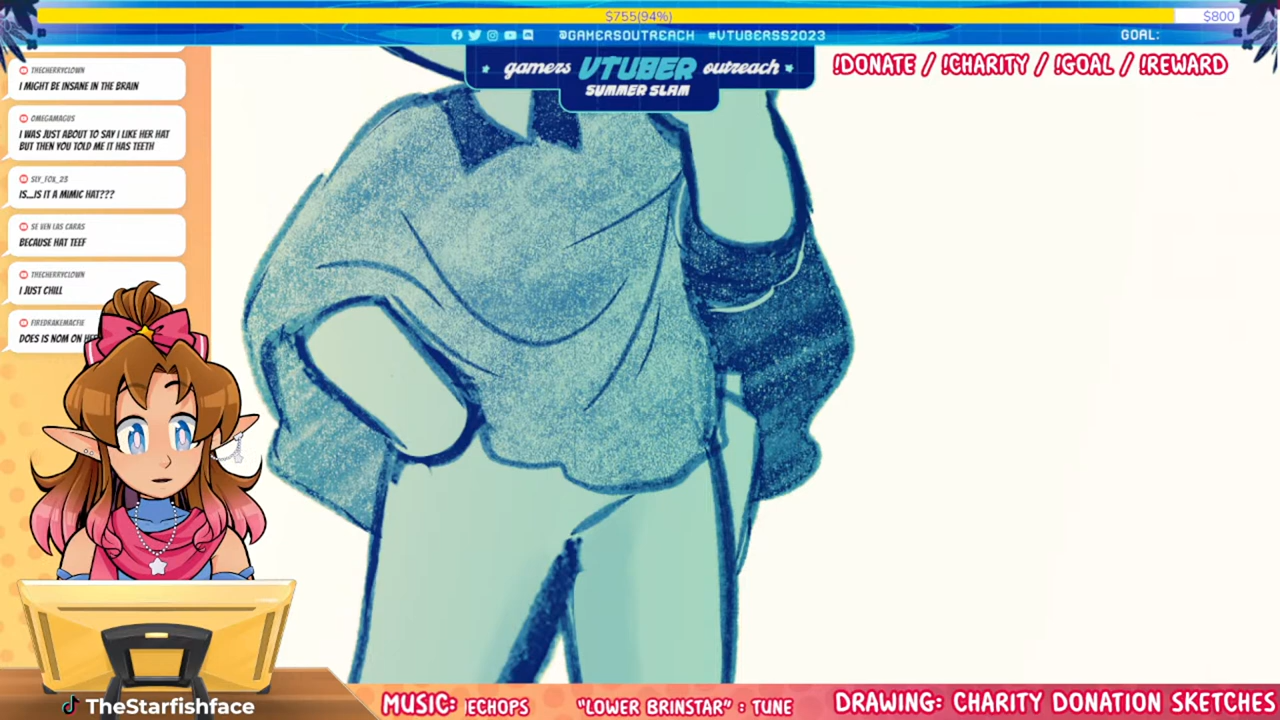 $755(94%)
$800
@GAMERSOUTREACH #VTUBERSS2023
GOAL:
gamers VTUBER outreach
SUMMER SLAM
!DONATE / !CHARITY / !GOAL / !REWARD
THECHERRYCLOWN
I MIGHT BE INSANE IN THE BRAIN
OMEGAMAGUS
I WAS JUST ABOUT TO SAY I LIKE HER HAT
BUT THEN YOU TOLD ME IT HAS TEETH
SLY_FOX_23
IS...IS IT A MIMIC HAT???
SE VEN LAS CARAS
BECAUSE HAT TEEF
THECHERRYCLOWN
I JUST CHILL
FIREDRAKEMACFIE
DOES IS NOM ON
TheStarfishface
MUSIC: ECHOPS "LOWER BRINSTAR" : TUNE
DRAWING: CHARITY DONATION SKETCHES